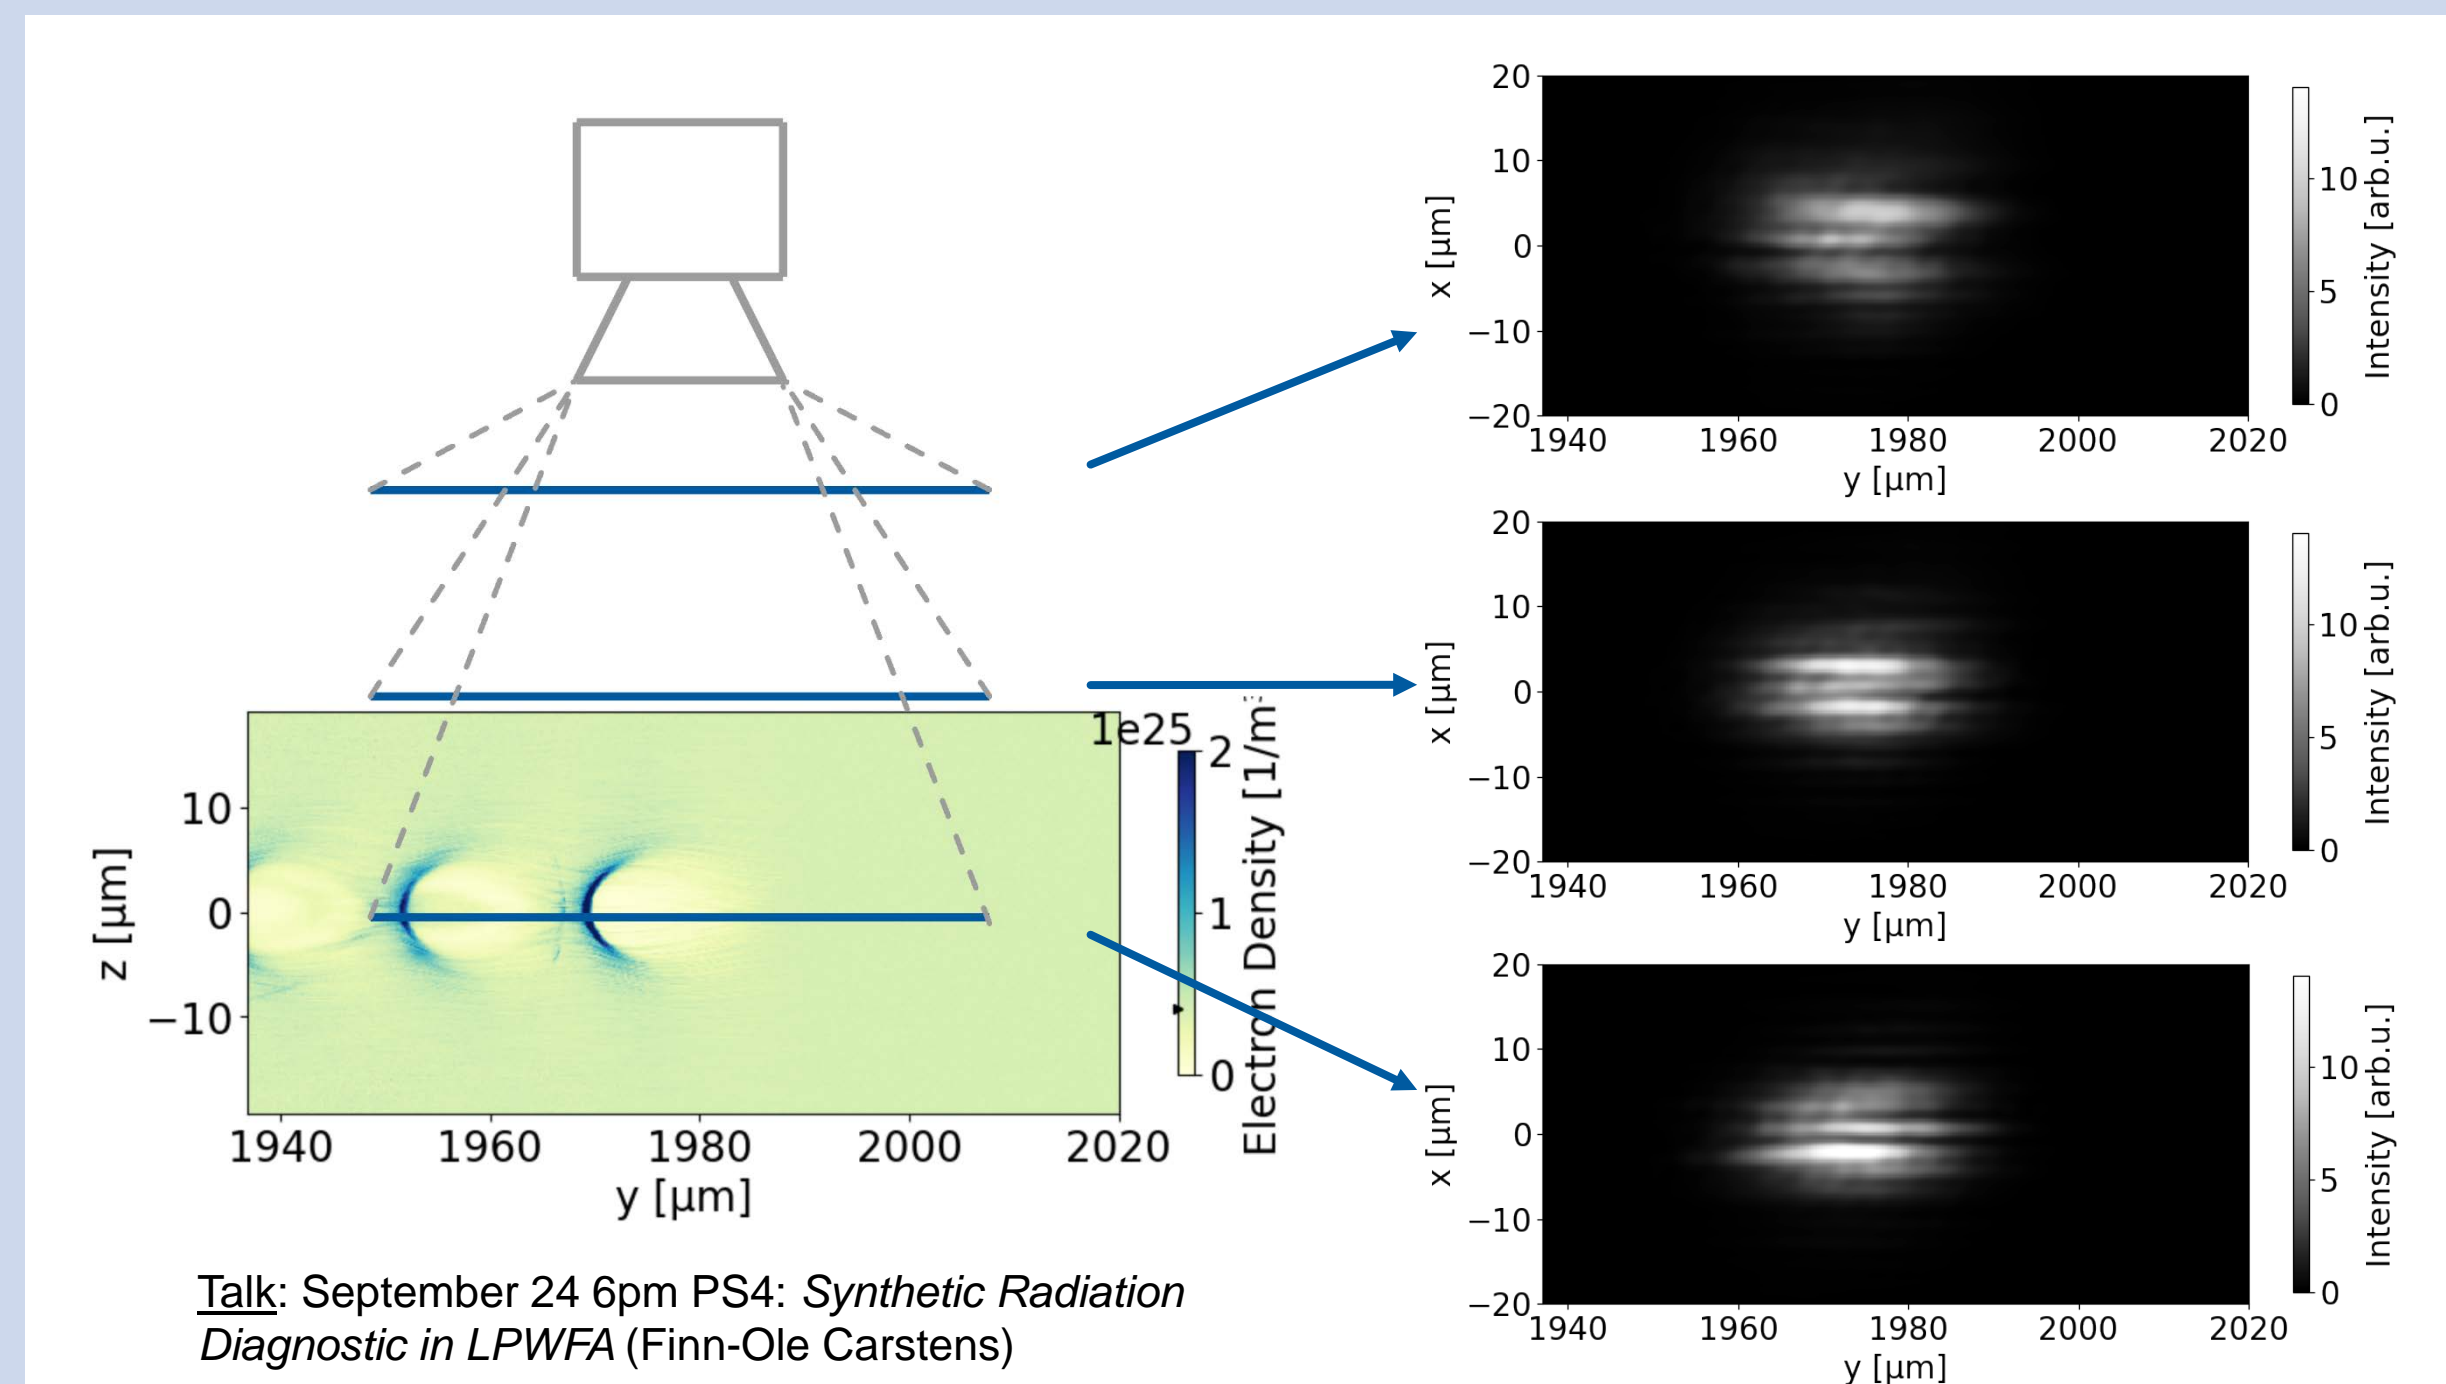 20
10
0
−10
−20
x [µm]
1940 1960 1980 2000 2020
y [µm]
10
5
0
Intensity [arb.u.]
20
10
0
−10
−20
x [µm]
1940 1960 1980 2000 2020
y [µm]
10
5
0
Intensity [arb.u.]
1e25
2
1
0
Electron Density [1/m
10
0
−10
z [µm]
1940 1960 1980 2000 2020
y [µm]
20
10
0
−10
−20
x [µm]
1940 1960 1980 2000 2020
y [µm]
10
5
0
Intensity [arb.u.]
Talk: September 24 6pm PS4: Synthetic Radiation
Diagnostic in LPWFA (Finn-Ole Carstens)